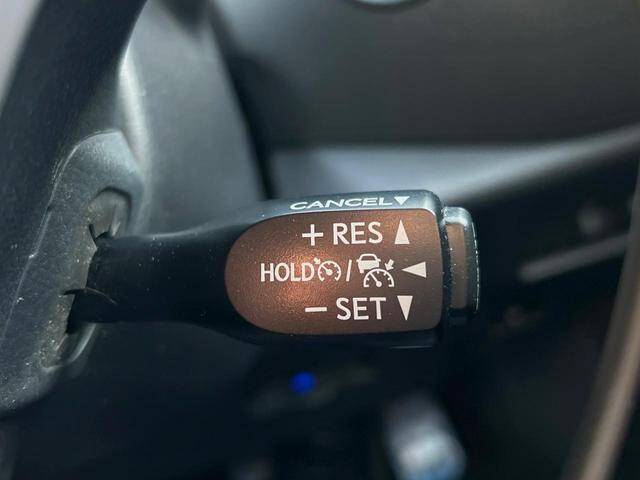 CANCEL▼
+ RES ▲
HOLD / ◀
− SET ▼